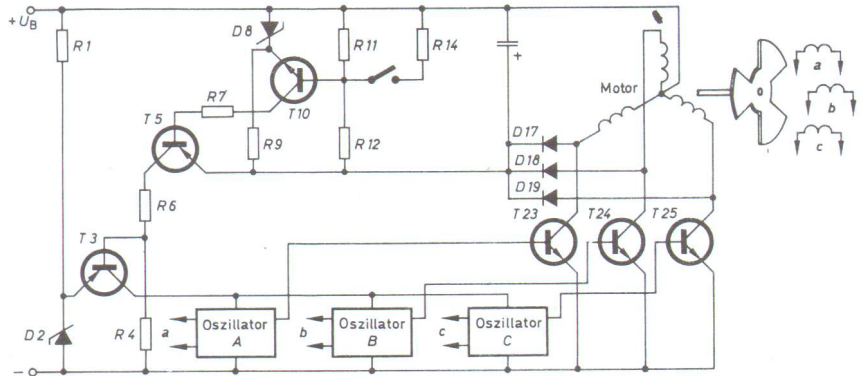 +U_B
R1
D8
R11
R14
+
T10
R7
T5
R9
R12
Motor
a
b
c
D17
D18
D19
R6
T3
T23
T24
T25
D2
R4
a
Oszillator
A
b
Oszillator
B
c
Oszillator
C
−